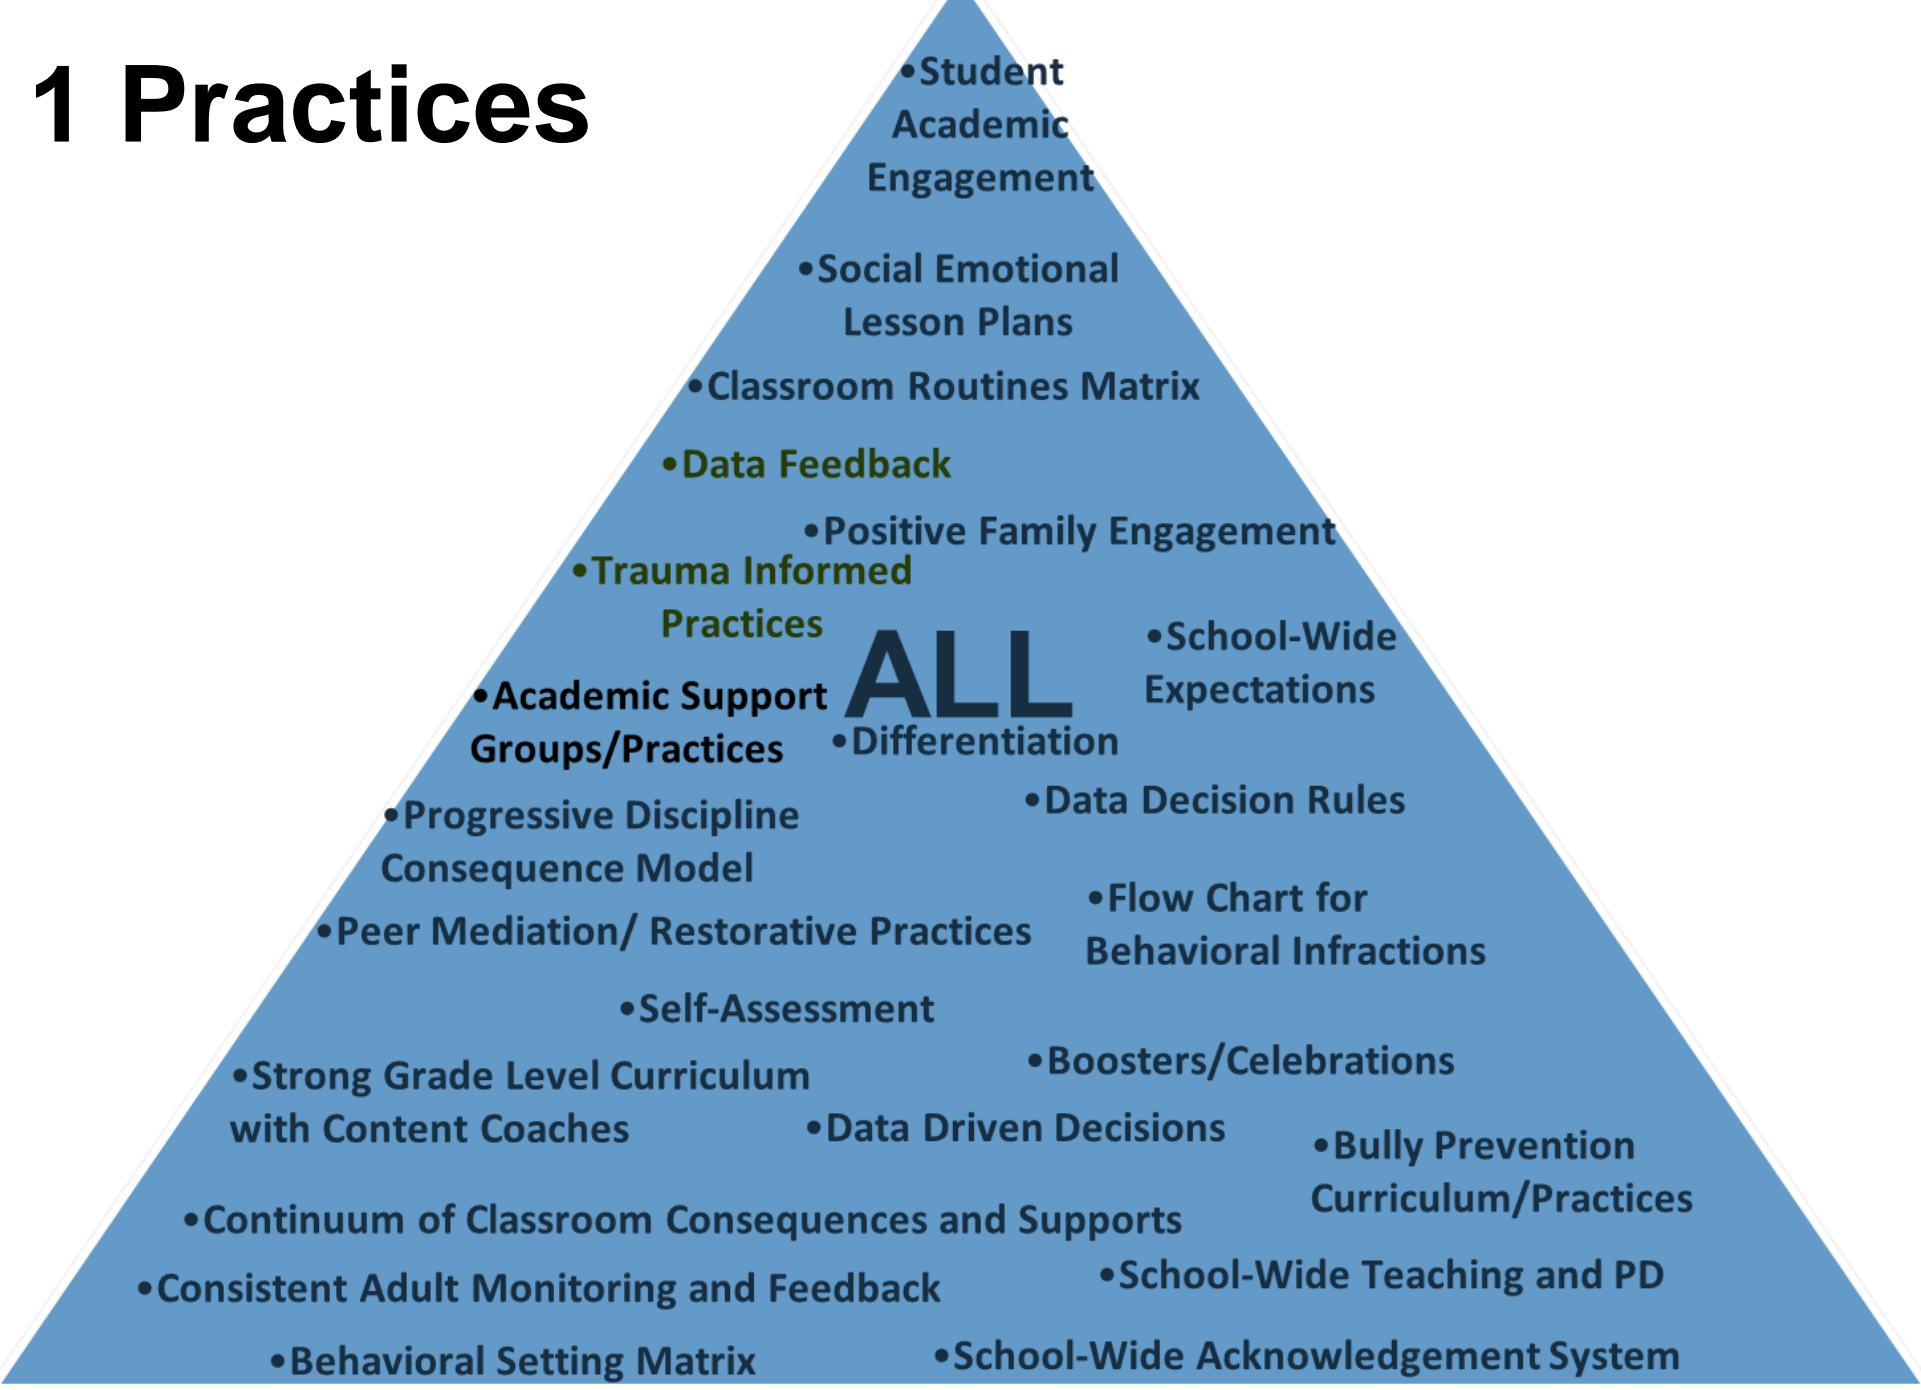 1 Practices
•Student
Academic
Engagement
•Social Emotional
Lesson Plans
•Classroom Routines Matrix
•Data Feedback
•Positive Family Engagement
•Trauma Informed
Practices
ALL
•School-Wide
Expectations
•Academic Support
Groups/Practices
•Differentiation
•Data Decision Rules
•Progressive Discipline
Consequence Model
•Flow Chart for
Behavioral Infractions
•Peer Mediation/ Restorative Practices
•Self-Assessment
•Boosters/Celebrations
•Strong Grade Level Curriculum
with Content Coaches
•Data Driven Decisions
•Bully Prevention
Curriculum/Practices
•Continuum of Classroom Consequences and Supports
•School-Wide Teaching and PD
•Consistent Adult Monitoring and Feedback
•Behavioral Setting Matrix
•School-Wide Acknowledgement System